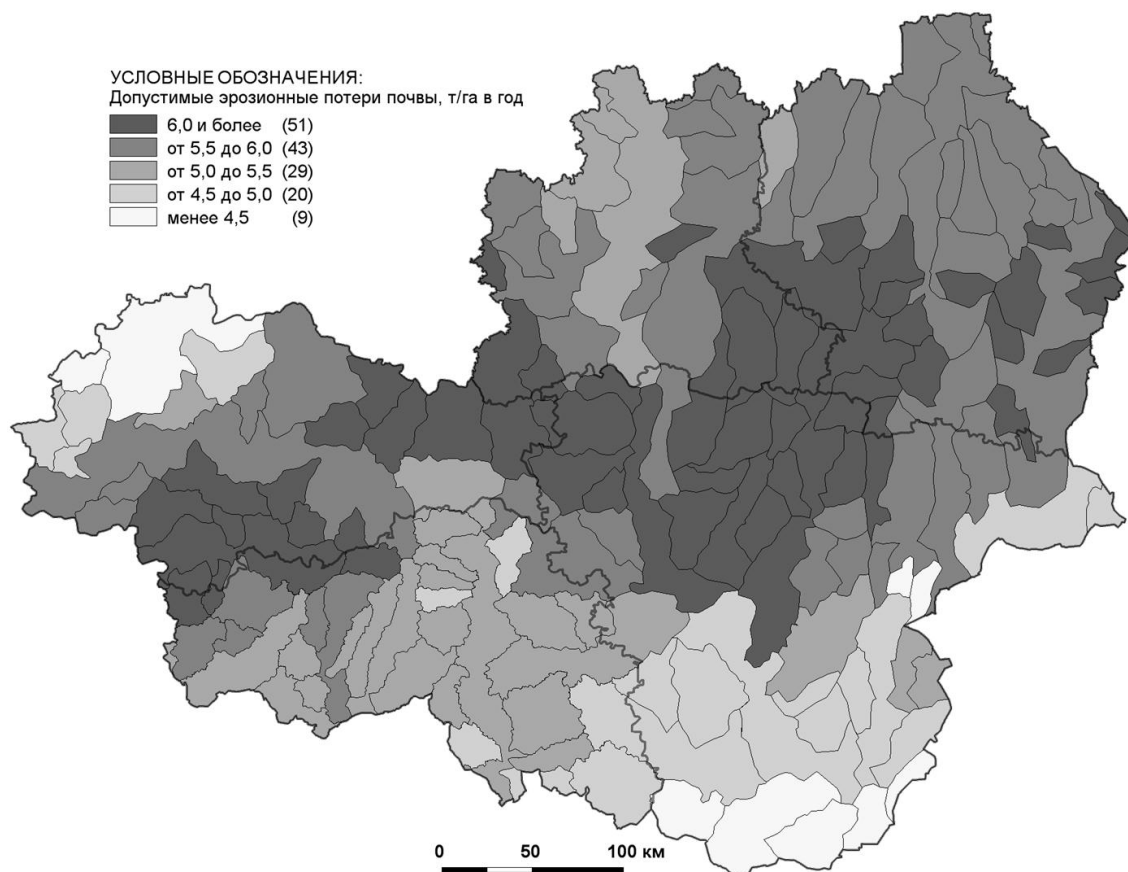 УСЛОВНЫЕ ОБОЗНАЧЕНИЯ:
Допустимые эрозионные потери почвы, т/га в год
6,0 и более (51)
от 5,5 до 6,0 (43)
от 5,0 до 5,5 (29)
от 4,5 до 5,0 (20)
менее 4,5 (9)
0 50 100 км